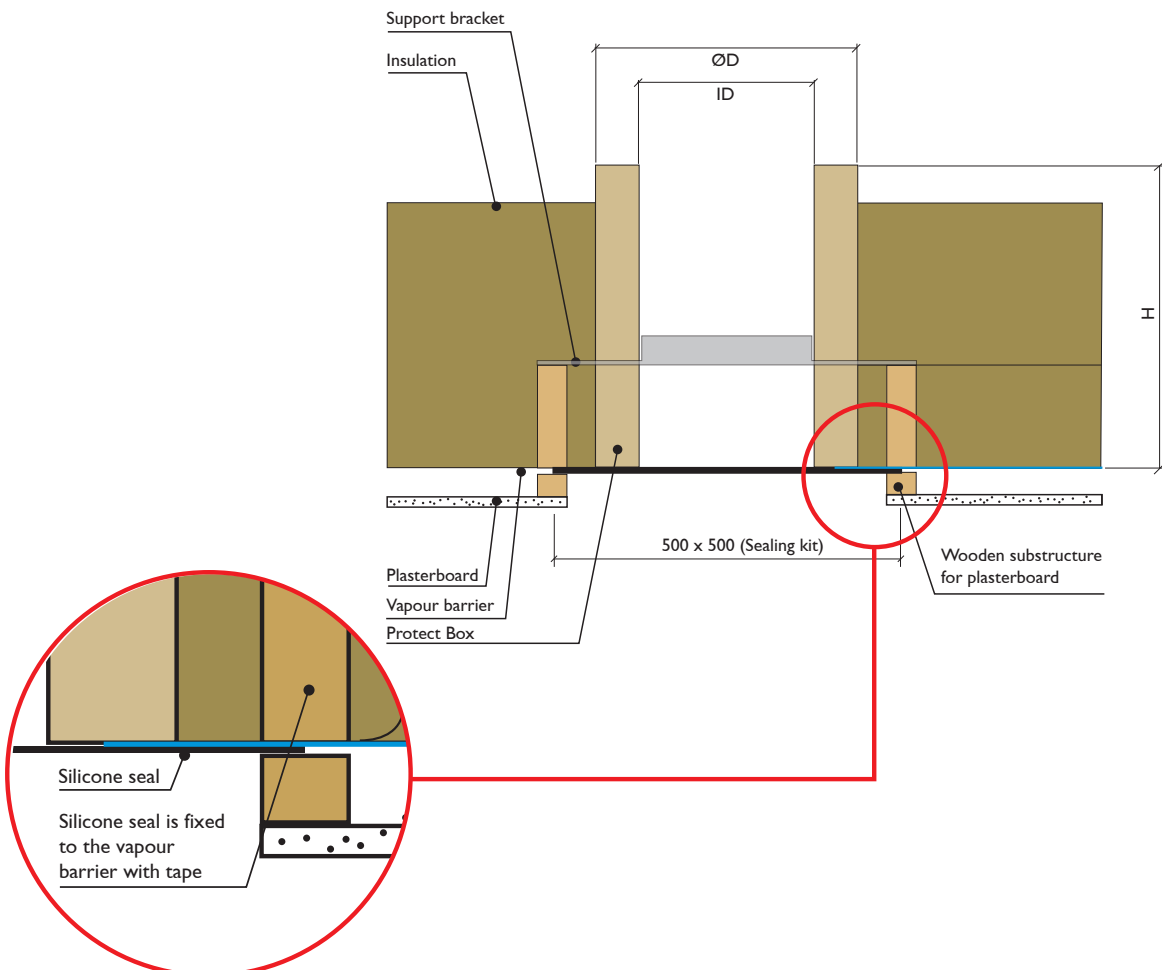 Support bracket
Insulation
ØD
ID
H
500 x 500 (Sealing kit)
Wooden substructure
for plasterboard
Plasterboard
Vapour barrier
Protect Box
Silicone seal
Silicone seal is fixed
to the vapour
barrier with tape